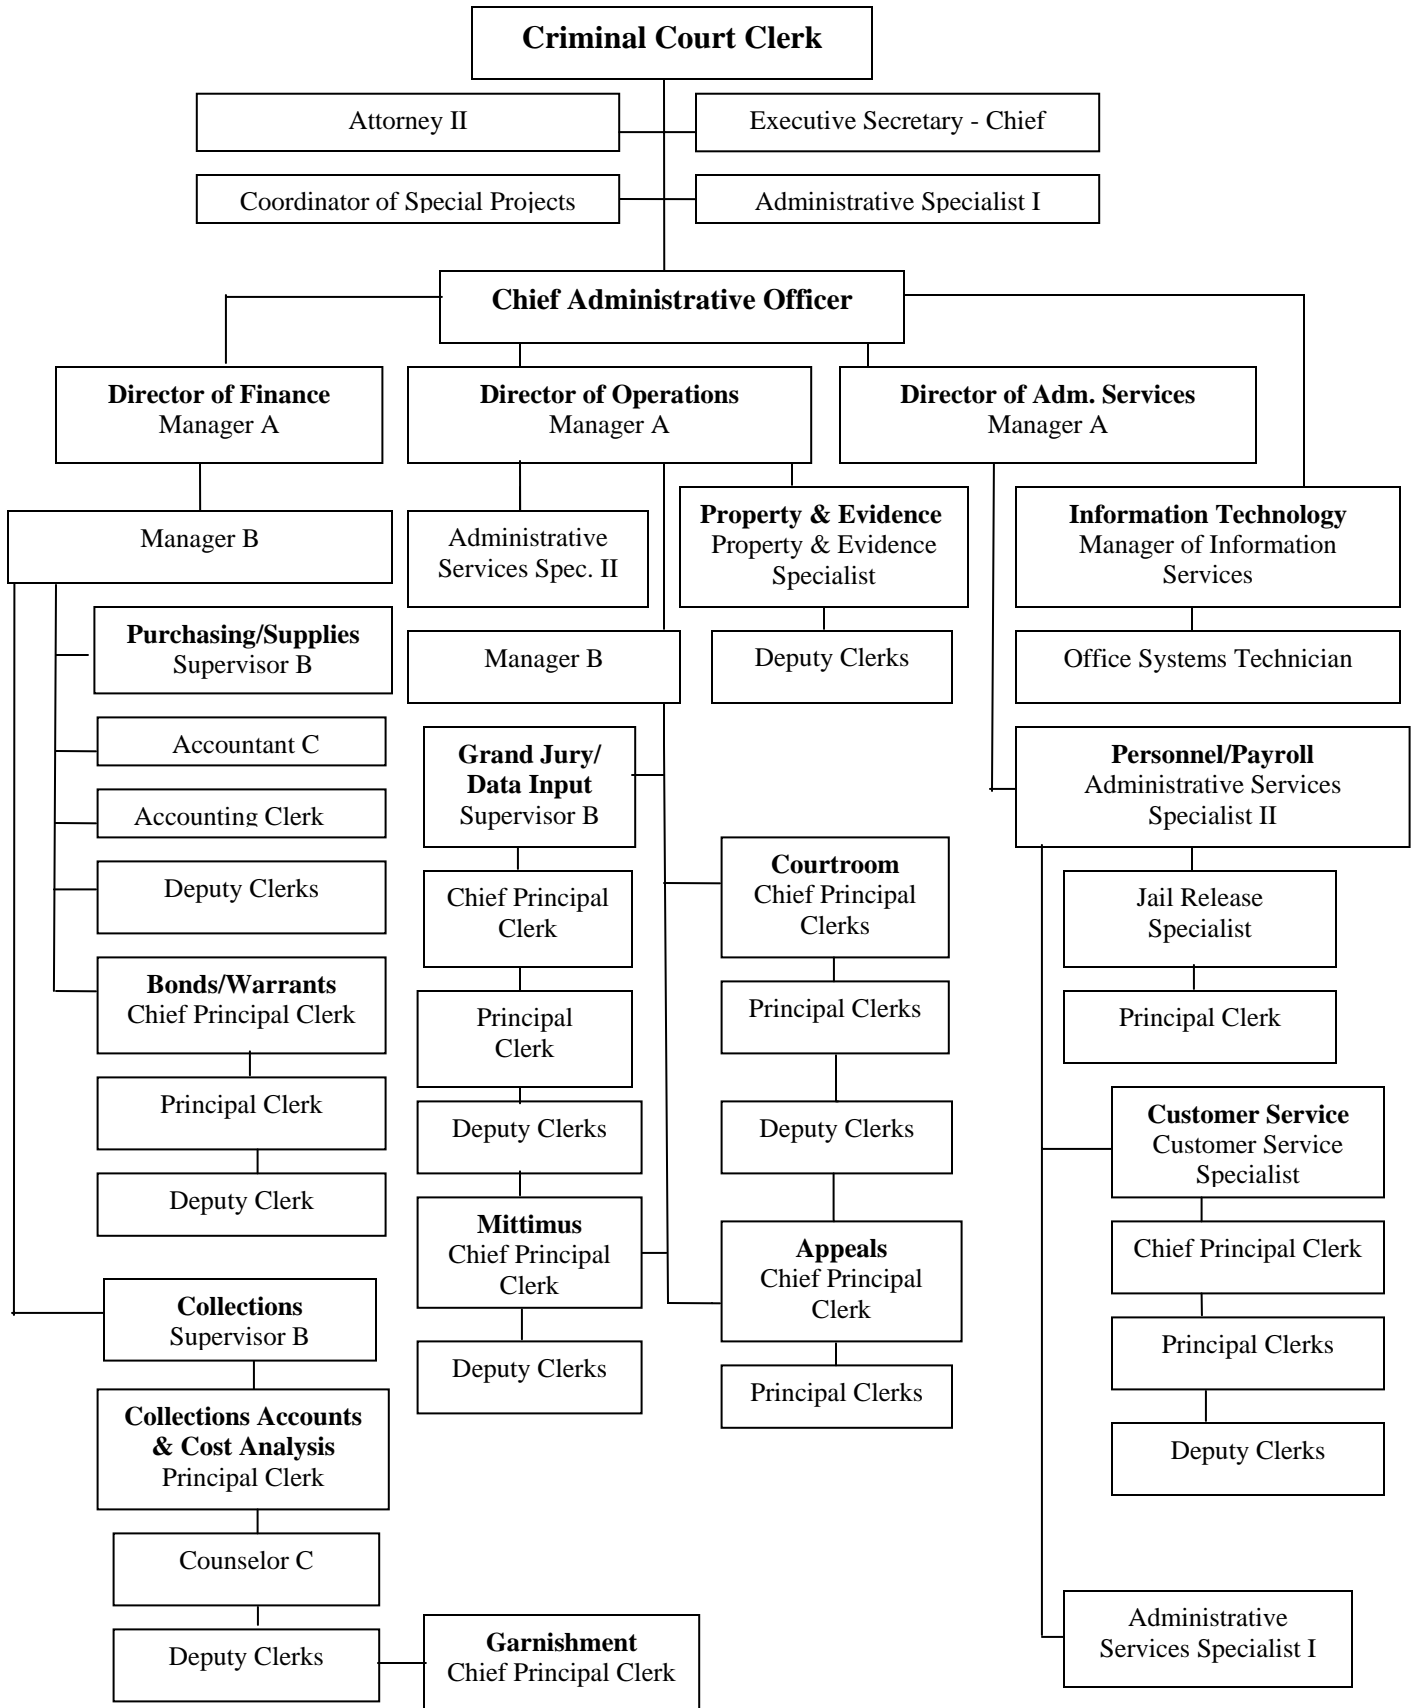 Criminal Court Clerk
Attorney II
Executive Secretary - Chief
Coordinator of Special Projects
Administrative Specialist I
Chief Administrative Officer
Director of Finance
Manager A
Director of Operations
Manager A
Director of Adm. Services
Manager A
Manager B
Administrative
Services Spec. II
Property & Evidence
Property & Evidence
Specialist
Information Technology
Manager of Information
Services
Purchasing/Supplies
Supervisor B
Manager B
Deputy Clerks
Office Systems Technician
Accountant C
Grand Jury/
Data Input
Supervisor B
Personnel/Payroll
Administrative Services
Specialist II
Accounting Clerk
Deputy Clerks
Chief Principal
Clerk
Courtroom
Chief Principal
Clerks
Jail Release
Specialist
Bonds/Warrants
Chief Principal Clerk
Principal
Clerk
Principal Clerks
Principal Clerk
Principal Clerk
Deputy Clerks
Deputy Clerks
Customer Service
Customer Service
Specialist
Deputy Clerk
Mittimus
Chief Principal
Clerk
Appeals
Chief Principal
Clerk
Chief Principal Clerk
Collections
Supervisor B
Deputy Clerks
Principal Clerks
Principal Clerks
Collections Accounts
& Cost Analysis
Principal Clerk
Deputy Clerks
Counselor C
Deputy Clerks
Garnishment
Chief Principal Clerk
Administrative
Services Specialist I